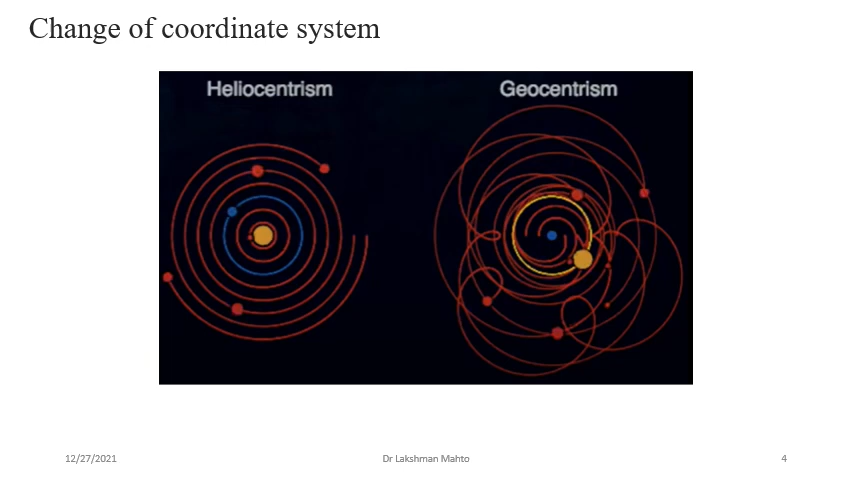 Change of coordinate system
Heliocentrism
Geocentrism
12/27/2021
Dr Lakshman Mahto
4